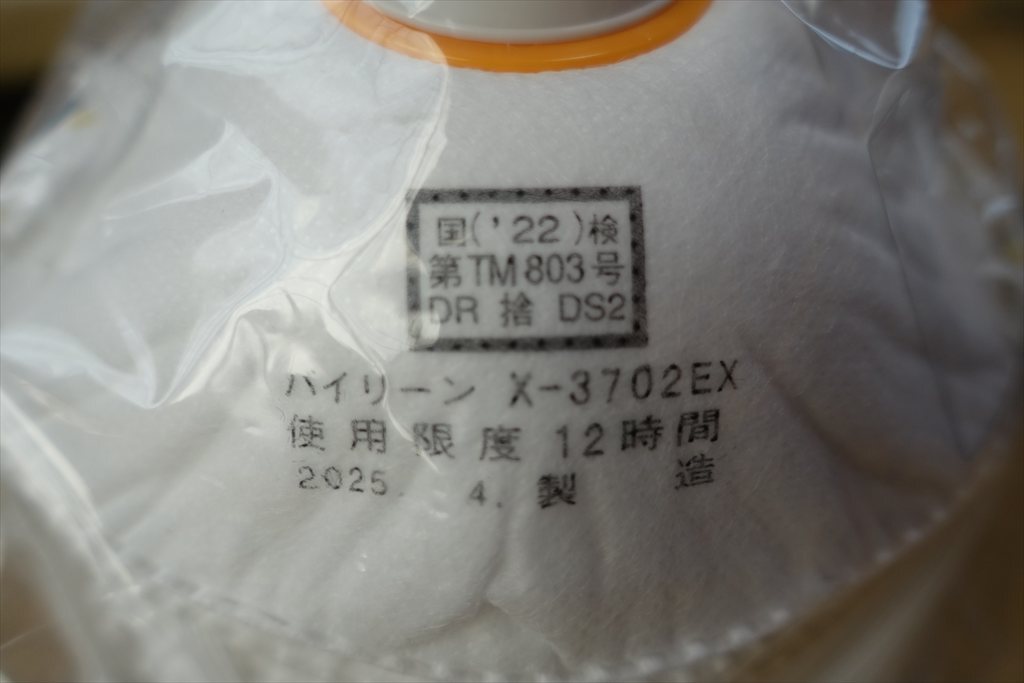 国('22)検
第TM803号
DR 捨 DS2
バイリーン X-3702EX
使用限度12時間
2025. 4. 製 造